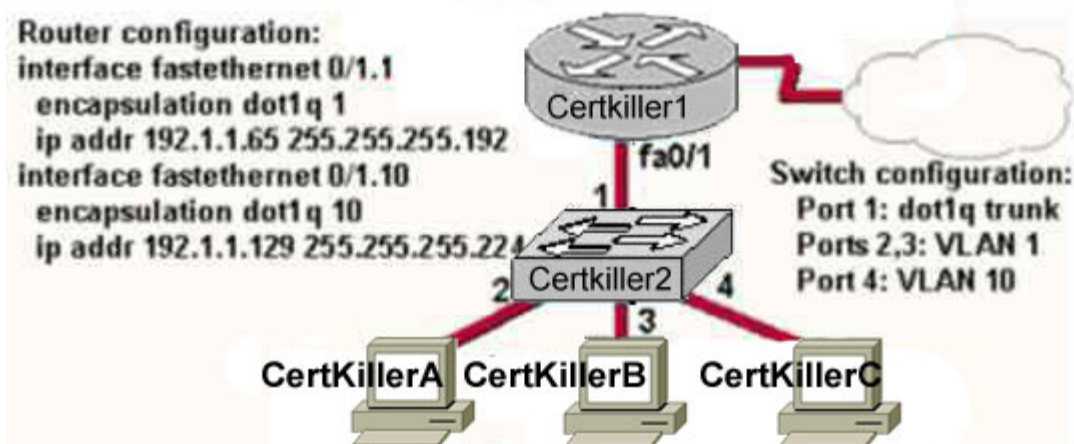 Router configuration:
interface fastethernet 0/1.1
encapsulation dot1q 1
ip addr 192.1.1.65 255.255.255.192
interface fastethernet 0/1.10
encapsulation dot1q 10
ip addr 192.1.1.129 255.255.255.224
Certkiller1
fa0/1
Switch configuration:
Port 1: dot1q trunk
Ports 2,3: VLAN 1
Port 4: VLAN 10
1
Certkiller2
2
3
4
CertKillerA
CertKillerB
CertKillerC